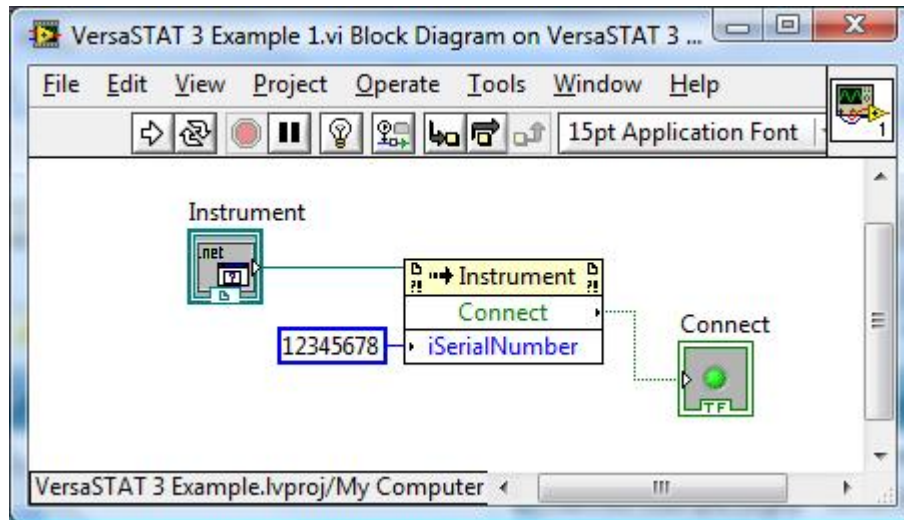 VersaSTAT 3 Example 1.vi Block Diagram on VersaSTAT 3 ...
File Edit View Project Operate Tools Window Help
15pt Application Font
1
Instrument
.net
?
Instrument
?!
?!
Connect
12345678
iSerialNumber
Connect
TF
VersaSTAT 3 Example.lvproj/My Computer